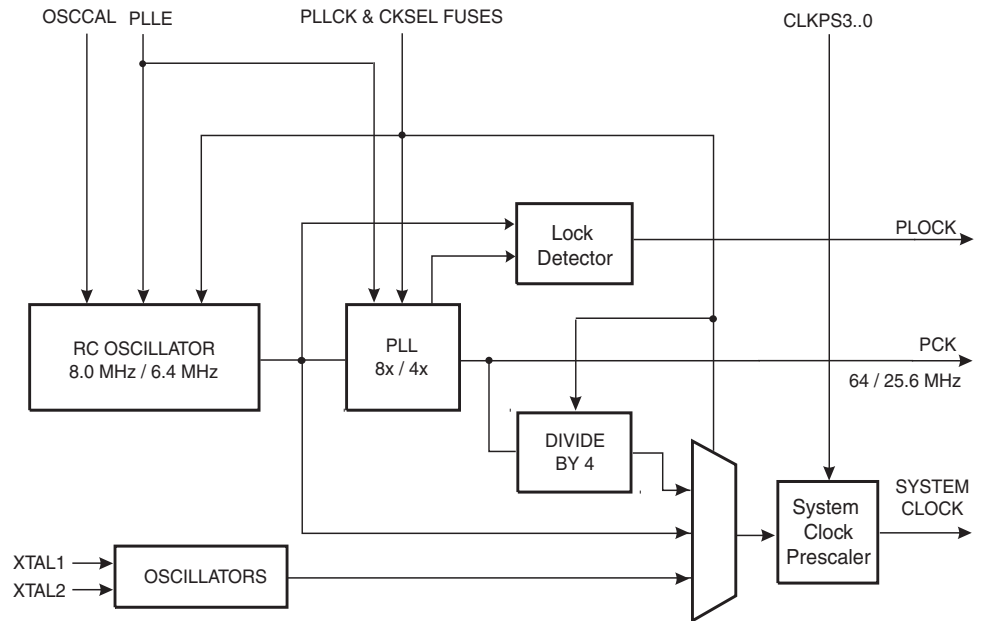 OSCCAL
PLLE
PLLCK & CKSEL FUSES
CLKPS3..0
Lock
Detector
PLOCK
RC OSCILLATOR
8.0 MHz / 6.4 MHz
PLL
8x / 4x
PCK
64 / 25.6 MHz
DIVIDE
BY 4
SYSTEM
CLOCK
System
Clock
Prescaler
XTAL1
XTAL2
OSCILLATORS